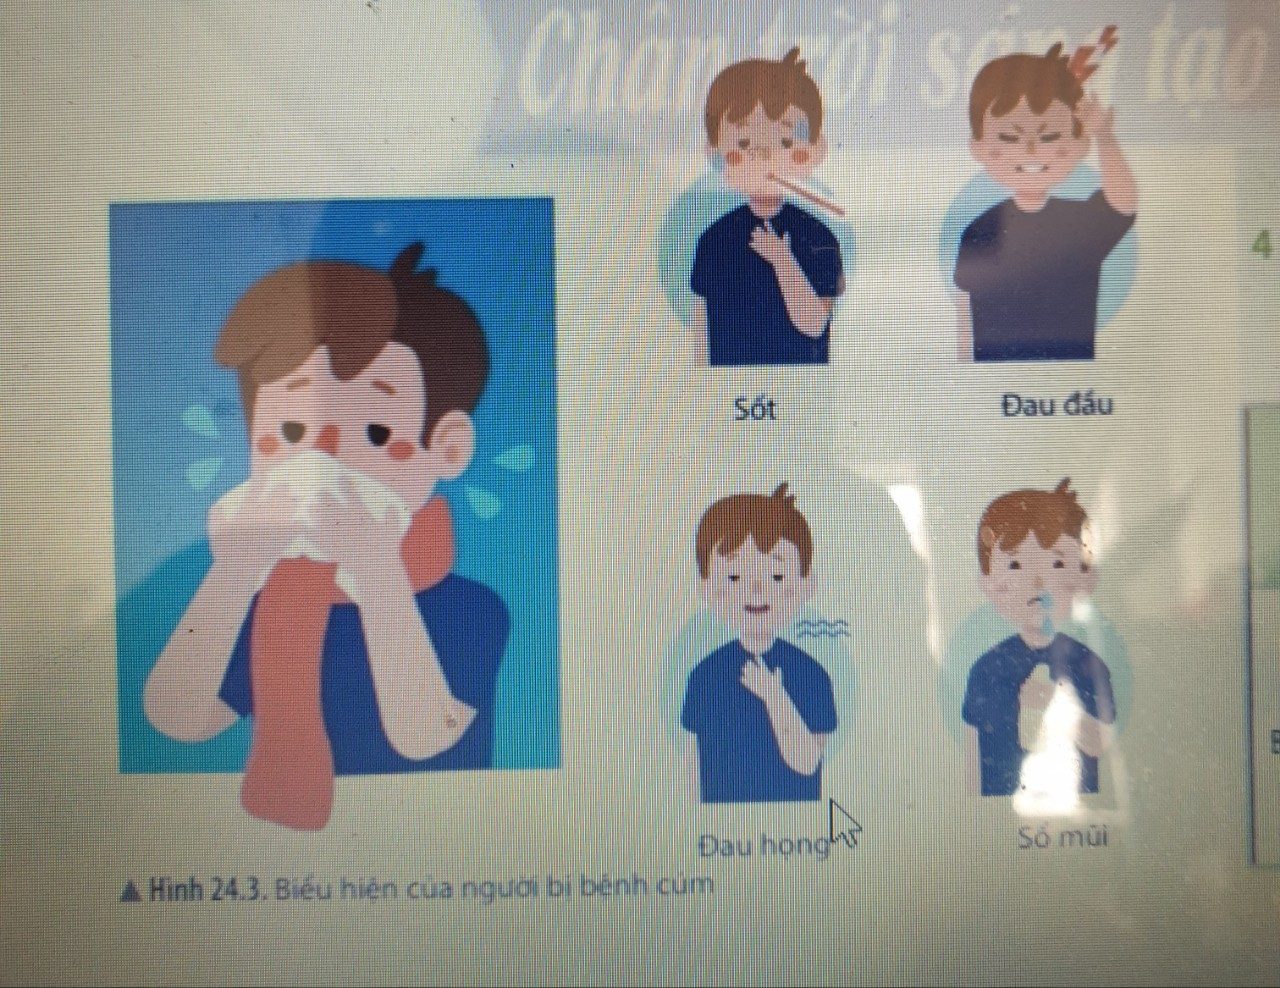 Chân trời sáng tạo
4
Sốt
Đau đầu
Đau họng
Sổ mũi
▲ Hình 24.3. Biểu hiện của người bị bệnh cúm